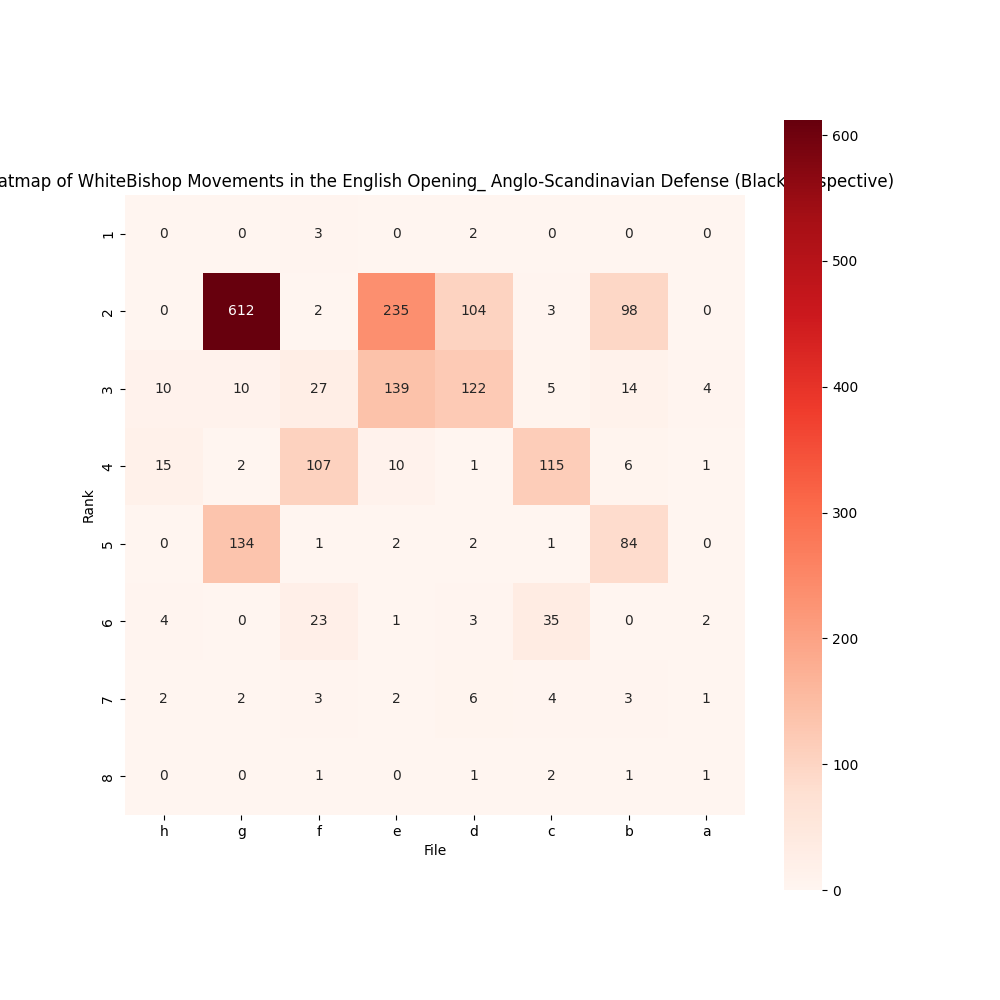 atmap of WhiteBishop Movements in the English Opening_ Anglo-Scandinavian Defense (Black spective)
600
500
400
300
200
100
0
Rank
1 0 0 3 0 2 0 0 0
2 0 612 2 235 104 3 98 0
3 10 10 27 139 122 5 14 4
4 15 2 107 10 1 115 6 1
5 0 134 1 2 2 1 84 0
6 4 0 23 1 3 35 0 2
7 2 2 3 2 6 4 3 1
8 0 0 1 0 1 2 1 1
h g f e d c b a
File